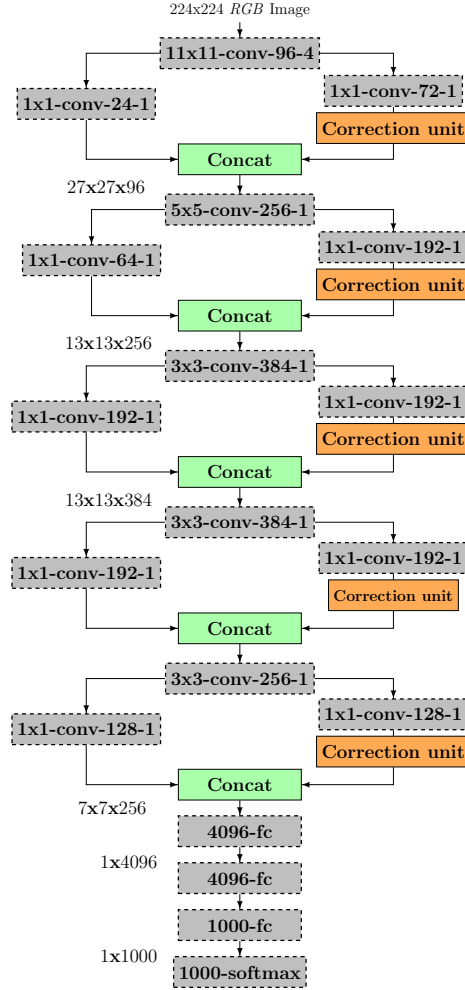 224x224 RGB Image
11x11-conv-96-4
1x1-conv-24-1
1x1-conv-72-1
Correction unit
Concat
27x27x96
5x5-conv-256-1
1x1-conv-64-1
1x1-conv-192-1
Correction unit
Concat
13x13x256
3x3-conv-384-1
1x1-conv-192-1
1x1-conv-192-1
Correction unit
Concat
13x13x384
3x3-conv-384-1
1x1-conv-192-1
1x1-conv-192-1
Correction unit
Concat
3x3-conv-256-1
1x1-conv-128-1
1x1-conv-128-1
Correction unit
Concat
7x7x256
4096-fc
1x4096
4096-fc
1000-fc
1x1000
1000-softmax